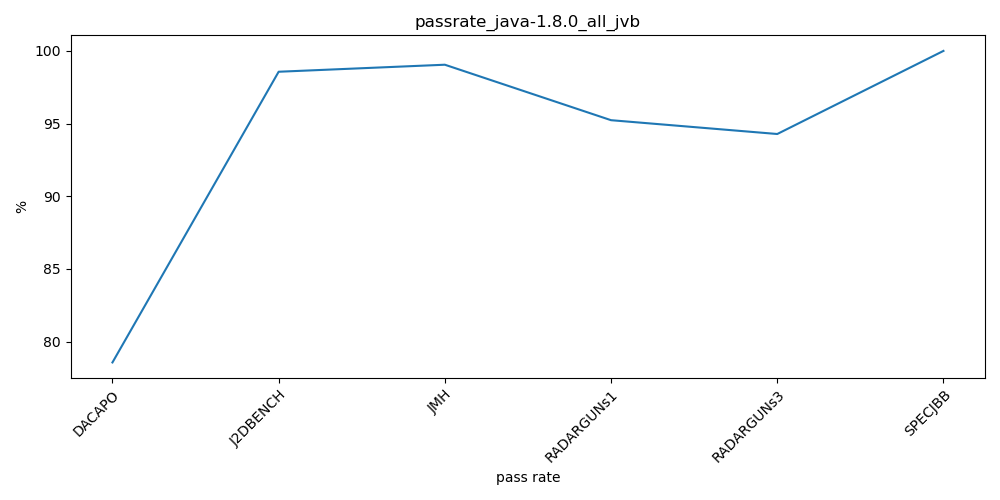 passrate_java-1.8.0_all_jvb
100
95
90
85
80
%
DACAPO
J2DBENCH
JMH
RADARGUNs1
RADARGUNs3
SPECJBB
pass rate